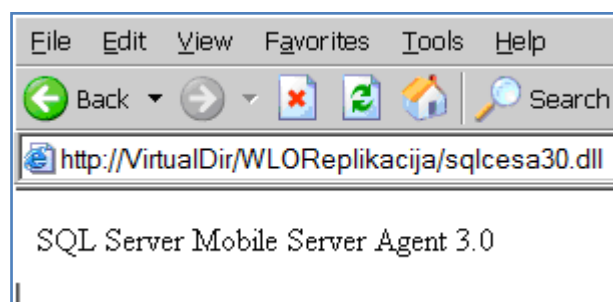 File Edit View Favorites Tools Help
Back Search
http://VirtualDir/WLOReplikacija/sqlcesa30.dll
SQL Server Mobile Server Agent 3.0